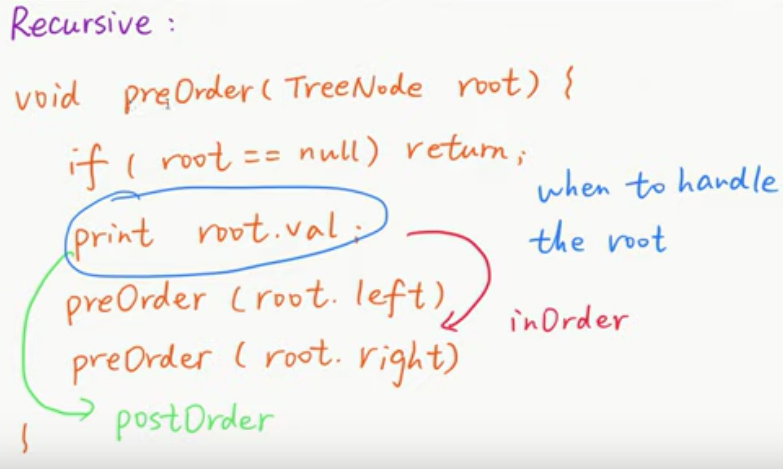 Recursive :
void preOrder( TreeNode root) {
if ( root == null) return;
when to handle
print root.val ;
the root
preOrder (root. left)
inOrder
preOrder ( root. right)
postOrder
}